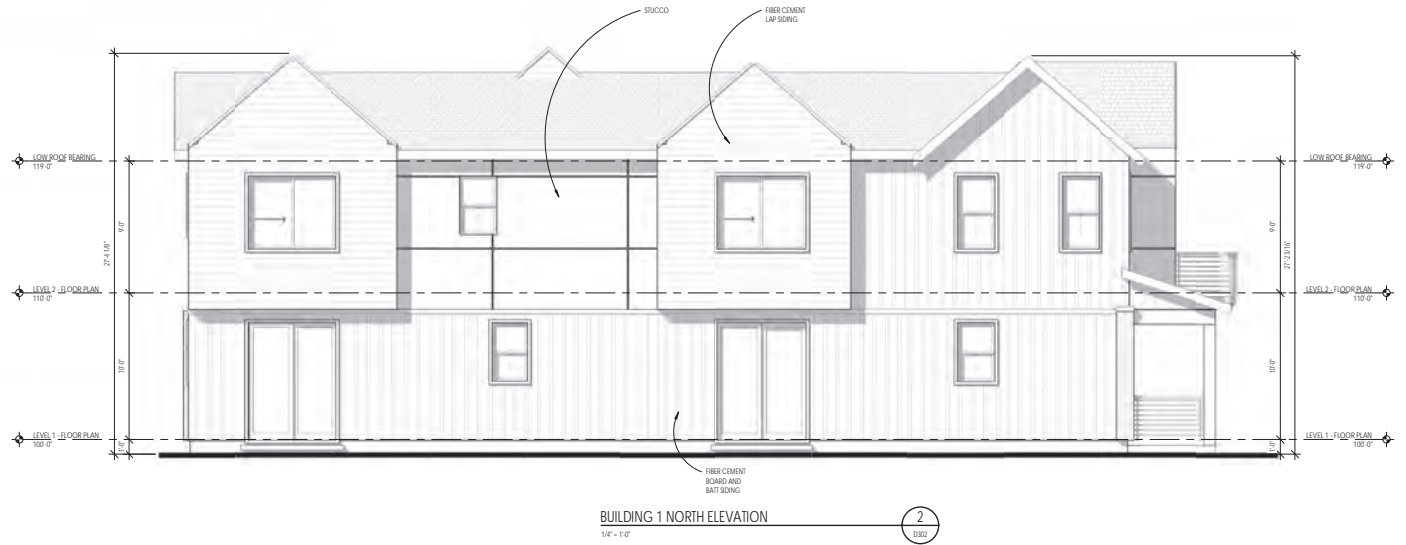 STUCCO
FIBER CEMENT
LAP SIDING
LOW ROOF BEARING
119'-0"
LOW ROOF BEARING
119'-0"
9'-0"
27'-4 1/8"
9'-0"
27'-2 3/16"
LEVEL 2 - FLOOR PLAN
110'-0"
LEVEL 2 - FLOOR PLAN
110'-0"
10'-0"
10'-0"
LEVEL 1 - FLOOR PLAN
100'-0"
LEVEL 1 - FLOOR PLAN
100'-0"
1'-0"
1'-0"
FIBER CEMENT
BOARD AND
BATT SIDING
BUILDING 1 NORTH ELEVATION
1/4" = 1'-0"
2
D302